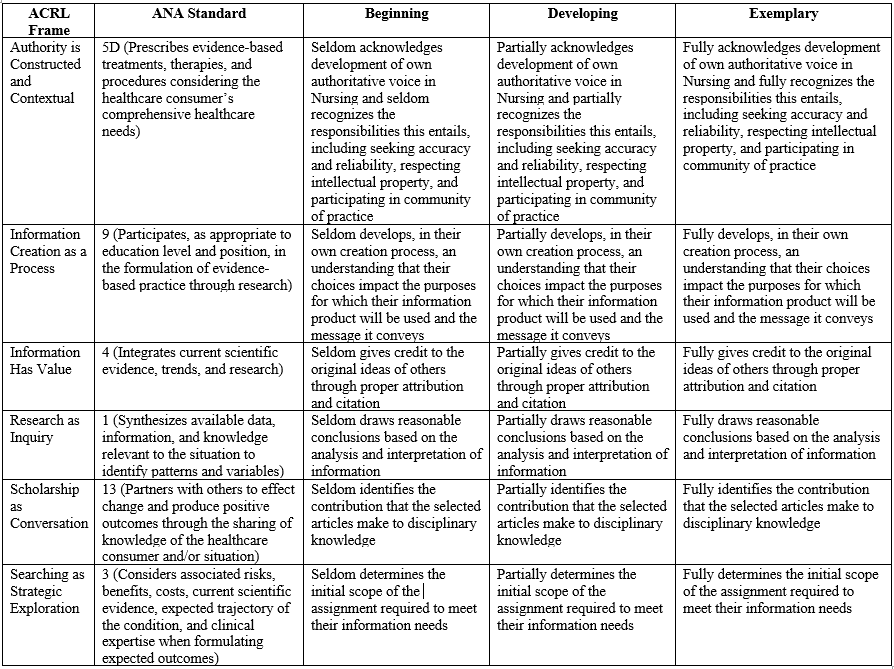 ACRL Frame
ANA Standard
Beginning
Developing
Exemplary
Authority is
Constructed
and
Contextual
5D (Prescribes evidence-based
treatments, therapies, and
procedures considering the
healthcare consumer's
comprehensive healthcare
needs)
Seldom acknowledges
development of own
authoritative voice in
Nursing and seldom
recognizes the
responsibilities this entails,
including seeking accuracy
and reliability, respecting
intellectual property, and
participating in community
of practice
Partially acknowledges
development of own
authoritative voice in
Nursing and partially
recognizes the
responsibilities this entails,
including seeking accuracy
and reliability, respecting
intellectual property, and
participating in community
of practice
Fully acknowledges development
of own authoritative voice in
Nursing and fully recognizes the
responsibilities this entails,
including seeking accuracy and
reliability, respecting intellectual
property, and participating in
community of practice
Information
Creation as a
Process
9 (Participates, as appropriate to
education level and position, in
the formulation of evidence-
based practice through research)
Seldom develops, in their
own creation process, an
understanding that their
choices impact the purposes
for which their information
product will be used and the
message it conveys
Partially develops, in their
own creation process, an
understanding that their
choices impact the purposes
for which their information
product will be used and the
message it conveys
Fully develops, in their own
creation process, an
understanding that their choices
impact the purposes for which
their information product will be
used and the message it conveys
Information
Has Value
4 (Integrates current scientific
evidence, trends, and research)
Seldom gives credit to the
original ideas of others
through proper attribution
and citation
Partially gives credit to the
original ideas of others
through proper attribution
and citation
Fully gives credit to the original
ideas of others through proper
attribution and citation
Research as
Inquiry
1 (Synthesizes available data,
information, and knowledge
relevant to the situation to
identify patterns and variables)
Seldom draws reasonable
conclusions based on the
analysis and interpretation of
information
Partially draws reasonable
conclusions based on the
analysis and interpretation of
information
Fully draws reasonable
conclusions based on the analysis
and interpretation of information
Scholarship
as
Conversation
13 (Partners with others to effect
change and produce positive
outcomes through the sharing of
knowledge of the healthcare
consumer and/or situation)
Seldom identifies the
contribution that the selected
articles make to disciplinary
knowledge
Partially identifies the
contribution that the selected
articles make to disciplinary
knowledge
Fully identifies the contribution
that the selected articles make to
disciplinary knowledge
Searching as
Strategic
Exploration
3 (Considers associated risks,
benefits, costs, current scientific
evidence, expected trajectory of
the condition, and clinical
expertise when formulating
expected outcomes)
Seldom determines the
initial scope of the
assignment required to meet
their information needs
Partially determines the
initial scope of the
assignment required to meet
their information needs
Fully determines the initial scope
of the assignment required to
meet their information needs